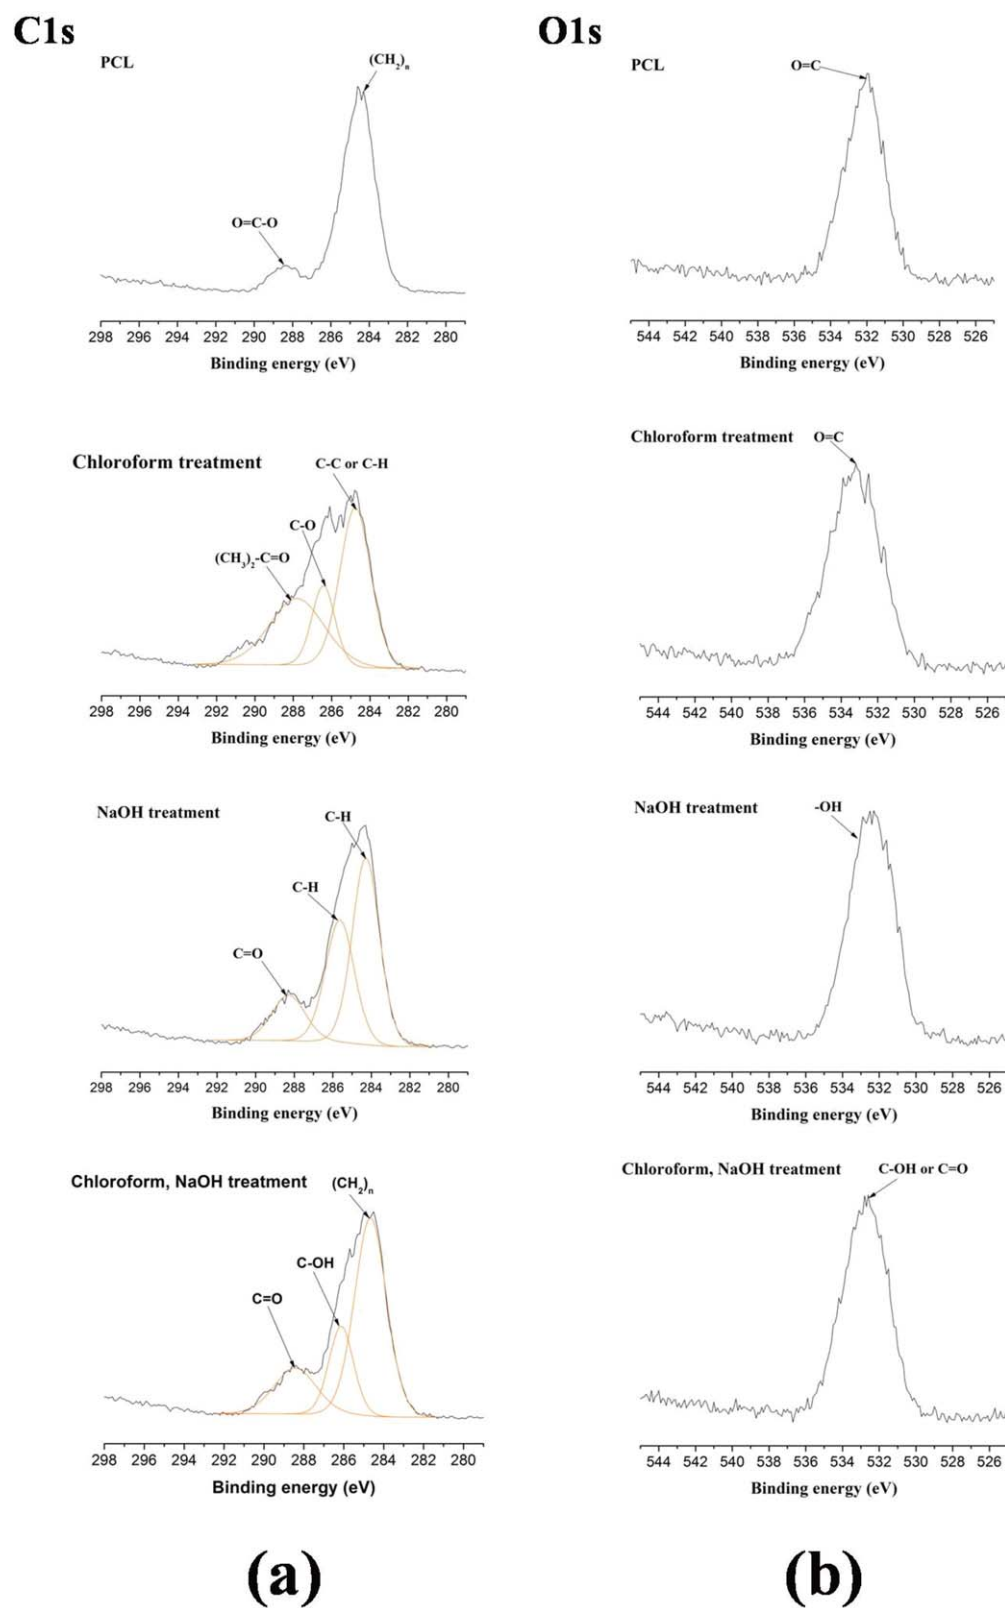 C1s
O1s
PCL
(CH2)n
O=C-O
298 296 294 292 290 288 286 284 282 280
Binding energy (eV)
PCL
O=C
544 542 540 538 536 534 532 530 528 526
Binding energy (eV)
Chloroform treatment
C-C or C-H
C-O
(CH3)2-C=O
298 296 294 292 290 288 286 284 282 280
Binding energy (eV)
Chloroform treatment
O=C
544 542 540 538 536 534 532 530 528 526
Binding energy (eV)
NaOH treatment
C-H
C-H
C=O
298 296 294 292 290 288 286 284 282 280
Binding energy (eV)
NaOH treatment
-OH
544 542 540 538 536 534 532 530 528 526
Binding energy (eV)
Chloroform, NaOH treatment
(CH2)n
C-OH
C=O
298 296 294 292 290 288 286 284 282 280
Binding energy (eV)
Chloroform, NaOH treatment
C-OH or C=O
544 542 540 538 536 534 532 530 528 526
Binding energy (eV)
(a)
(b)